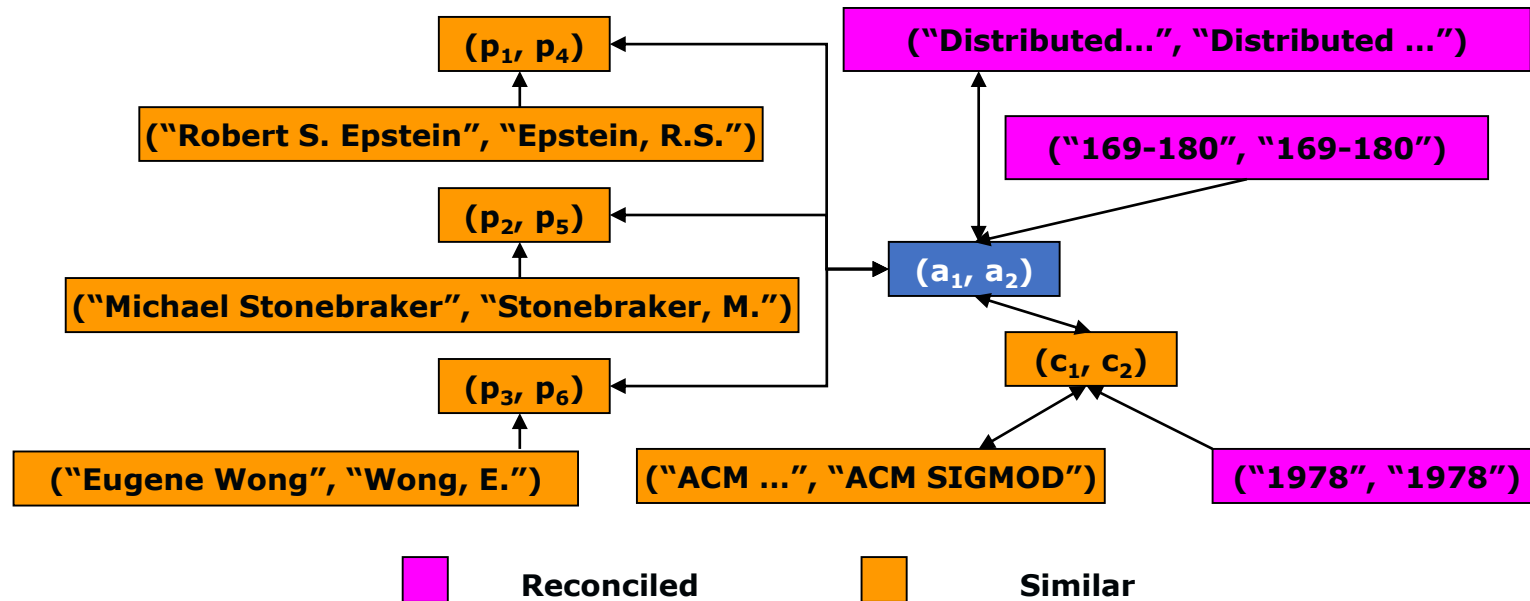 (p₁, p₄)
(“Distributed…”, “Distributed …”)
(“Robert S. Epstein”, “Epstein, R.S.”)
(“169-180”, “169-180”)
(p₂, p₅)
(a₁, a₂)
(“Michael Stonebraker”, “Stonebraker, M.”)
(c₁, c₂)
(p₃, p₆)
(“Eugene Wong”, “Wong, E.”)
(“ACM …”, “ACM SIGMOD”)
(“1978”, “1978”)
Reconciled
Similar